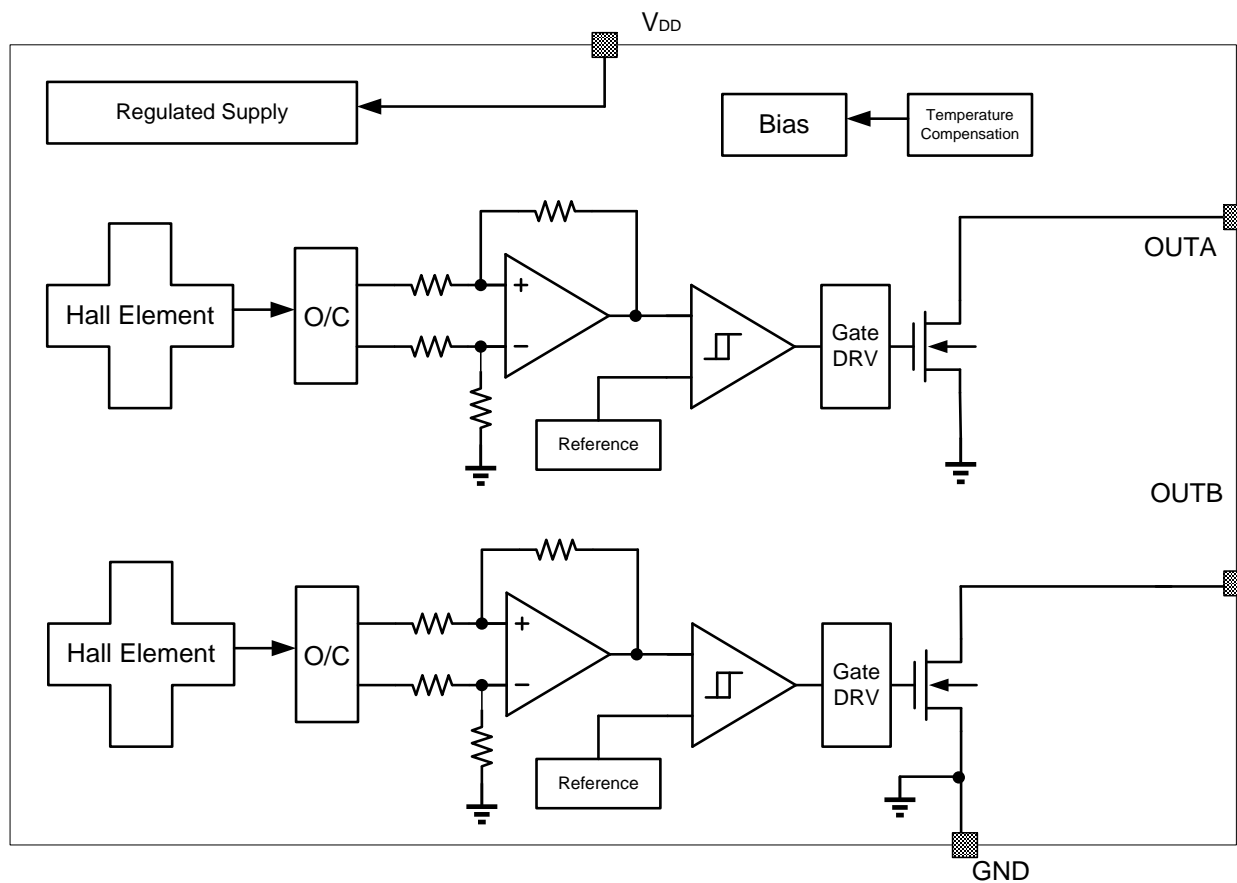 VDD
Regulated Supply
Bias
Temperature
Compensation
OUTA
Hall Element
O/C
+
−
Gate
DRV
Reference
OUTB
Hall Element
O/C
+
−
Gate
DRV
Reference
GND